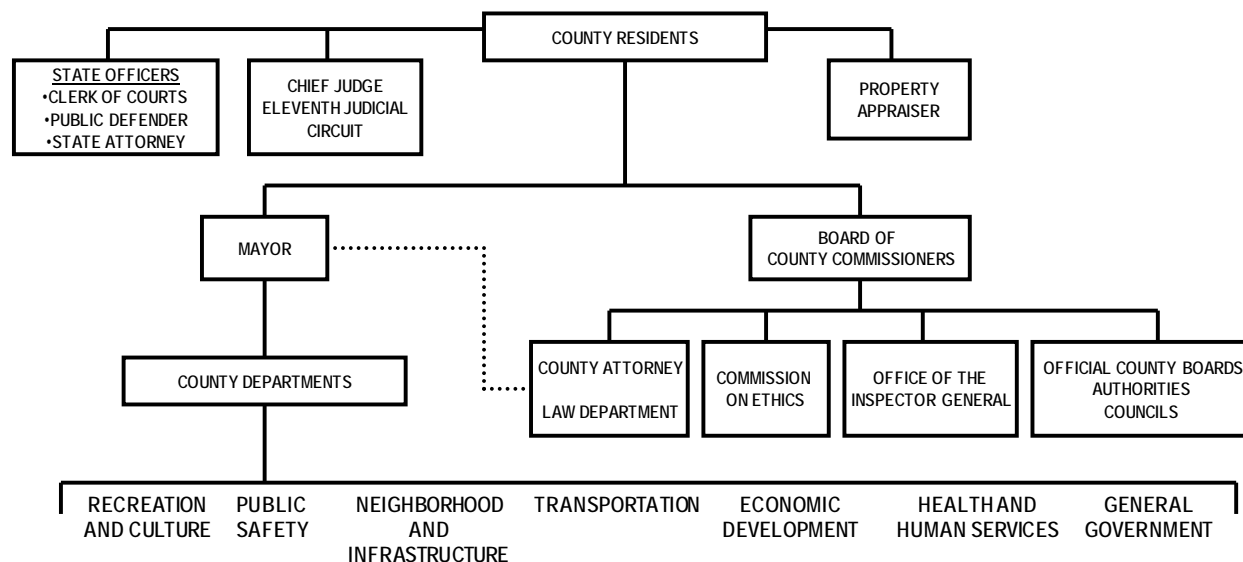 COUNTY RESIDENTS
STATE OFFICERS
•CLERK OF COURTS
•PUBLIC DEFENDER
•STATE ATTORNEY
CHIEF JUDGE
ELEVENTH JUDICIAL
CIRCUIT
PROPERTY
APPRAISER
MAYOR
BOARD OF
COUNTY COMMISSIONERS
COUNTY DEPARTMENTS
COUNTY ATTORNEY
LAW DEPARTMENT
COMMISSION
ON ETHICS
OFFICE OF THE
INSPECTOR GENERAL
OFFICIAL COUNTY BOARDS
AUTHORITIES
COUNCILS
RECREATION
AND CULTURE
PUBLIC
SAFETY
NEIGHBORHOOD
AND
INFRASTRUCTURE
TRANSPORTATION
ECONOMIC
DEVELOPMENT
HEALTH AND
HUMAN SERVICES
GENERAL
GOVERNMENT